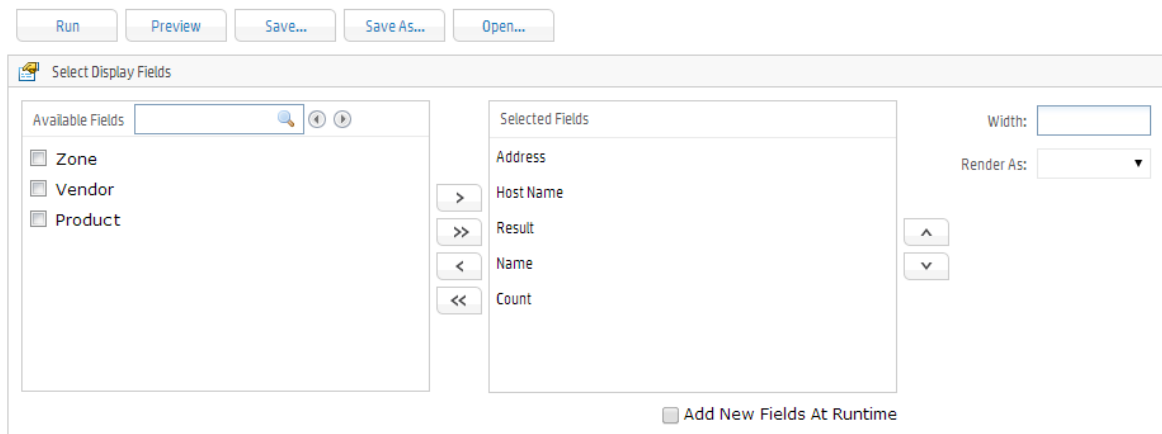 Run Preview Save... Save As... Open...
Select Display Fields
Available Fields
Zone
Vendor
Product
>
>>
<
<<
Selected Fields
Address
Host Name
Result
Name
Count
Width:
Render As:
Add New Fields At Runtime